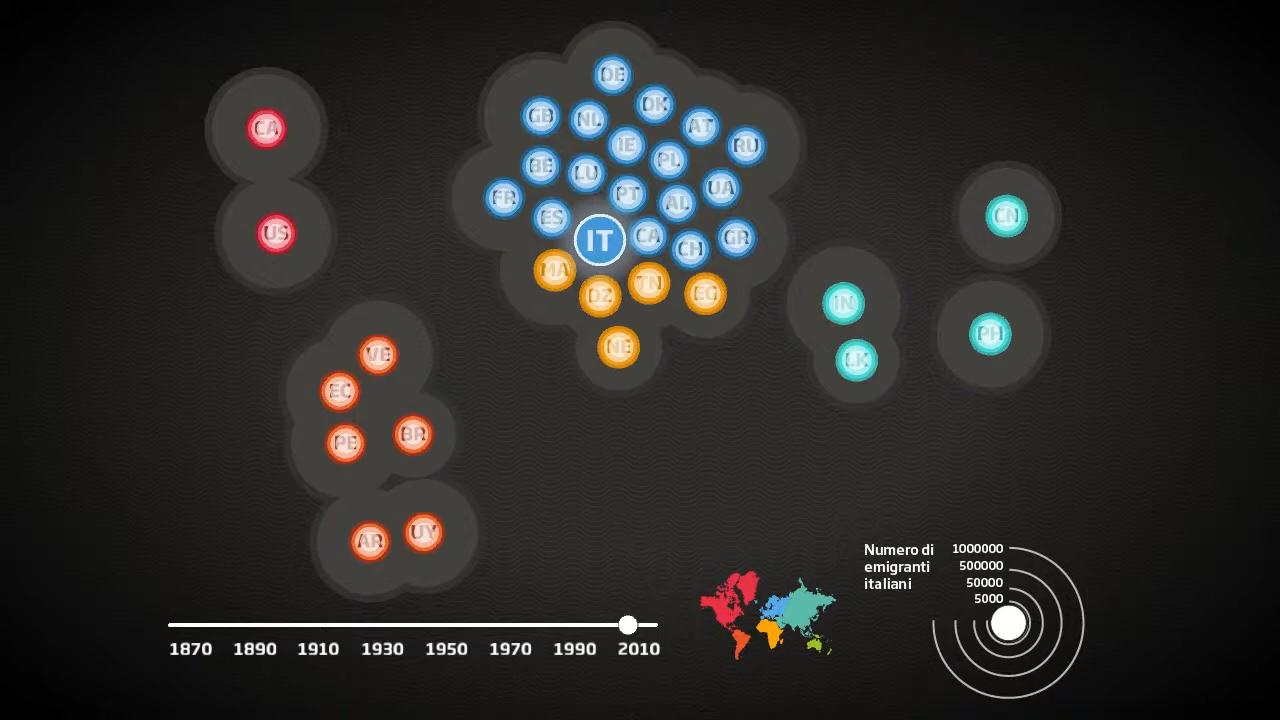 DE
DK
GB
NL
AT
CA
IE
RU
PL
BE
LU
UA
FR
PT
AL
CN
ES
US
CA
GR
IT
CH
MA
TN
EG
DZ
IN
PH
NE
VE
LK
EC
BR
PE
UY
AR
Numero di
emigranti
italiani
1000000
500000
50000
5000
1870 1890 1910 1930 1950 1970 1990 2010